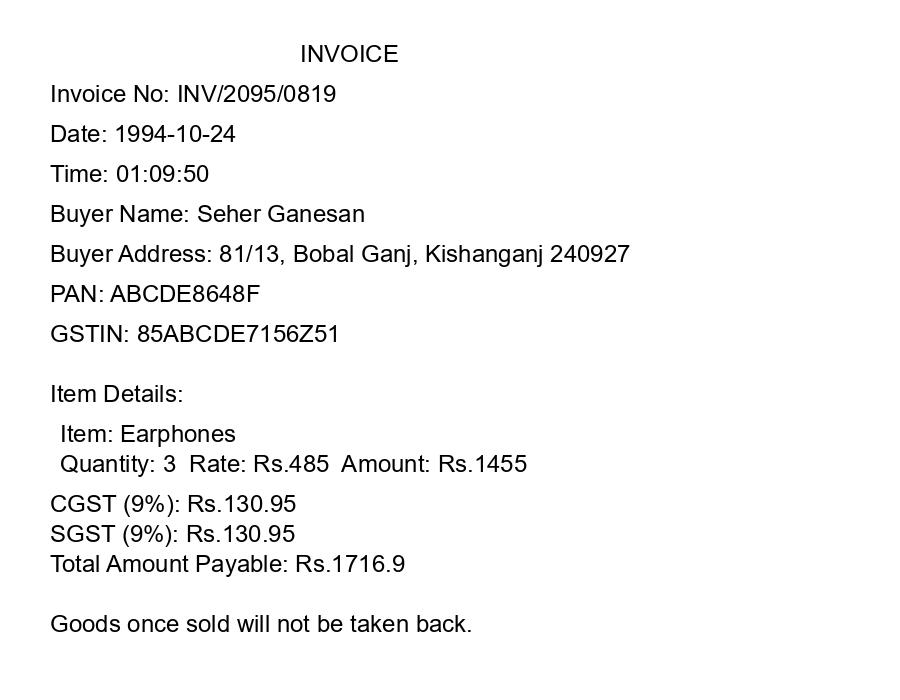 INVOICE
Invoice No: INV/2095/0819
Date: 1994-10-24
Time: 01:09:50
Buyer Name: Seher Ganesan
Buyer Address: 81/13, Bobal Ganj, Kishanganj 240927
PAN: ABCDE8648F
GSTIN: 85ABCDE7156Z51
Item Details:
Item: Earphones
Quantity: 3  Rate: Rs.485  Amount: Rs.1455
CGST (9%): Rs.130.95
SGST (9%): Rs.130.95
Total Amount Payable: Rs.1716.9
Goods once sold will not be taken back.